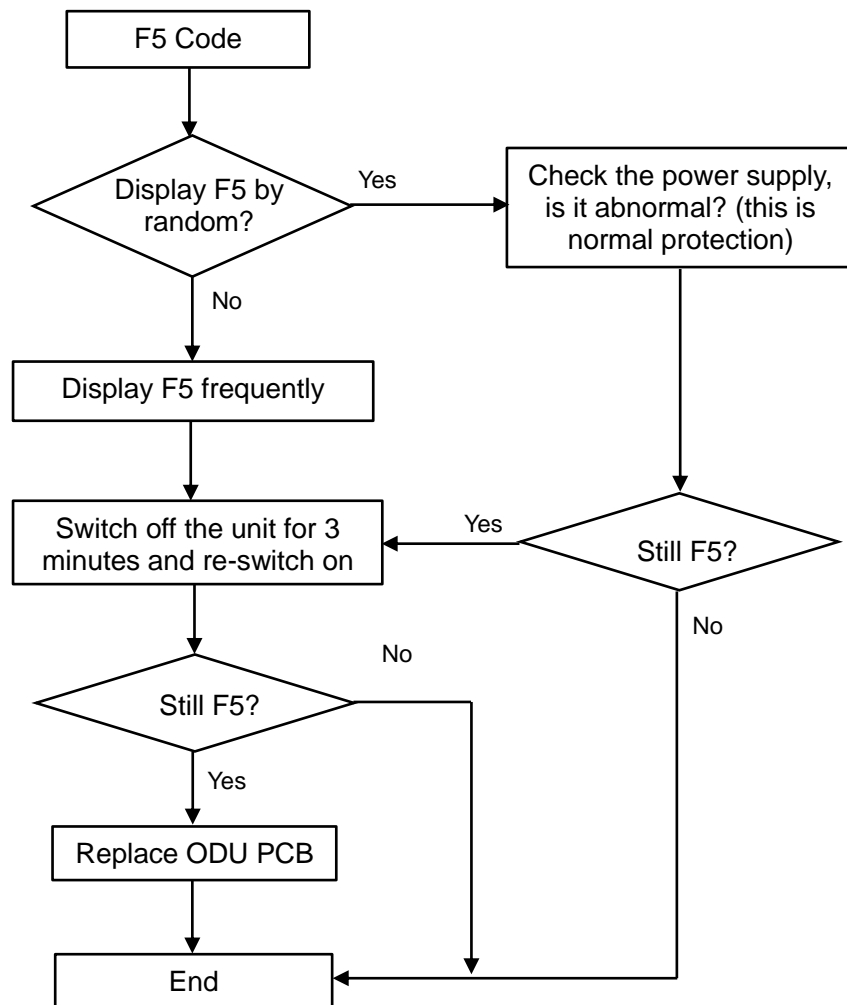 F5 Code
Display F5 by
random?
Yes
Check the power supply,
is it abnormal? (this is
normal protection)
No
Display F5 frequently
Switch off the unit for 3
minutes and re-switch on
Yes
Still F5?
No
No
Still F5?
Yes
Replace ODU PCB
End